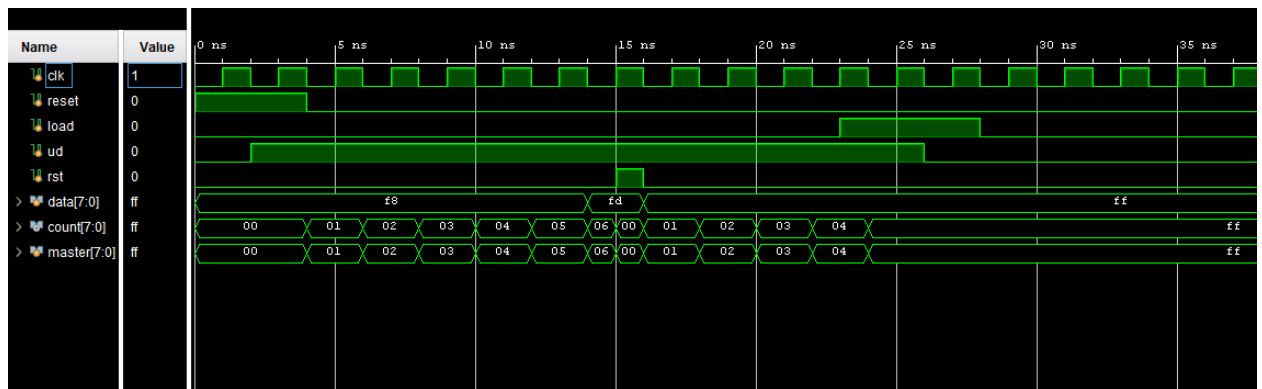 Name Value 0 ns 5 ns 10 ns 15 ns 20 ns 25 ns 30 ns 35 ns
clk 1
reset 0
load 0
ud 0
rst 0
data[7:0] ff f8 fd ff
count[7:0] ff 00 01 02 03 04 05 06 00 01 02 03 04 ff
master[7:0] ff 00 01 02 03 04 05 06 00 01 02 03 04 ff